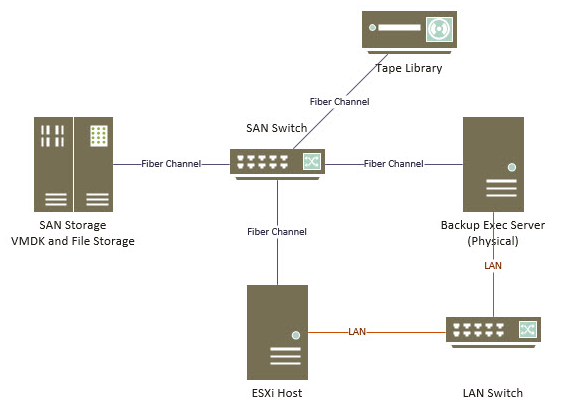 Tape Library
Fiber Channel
SAN Switch
Fiber Channel
Fiber Channel
SAN Storage
VMDK and File Storage
Backup Exec Server
(Physical)
Fiber Channel
LAN
LAN
ESXi Host
LAN Switch